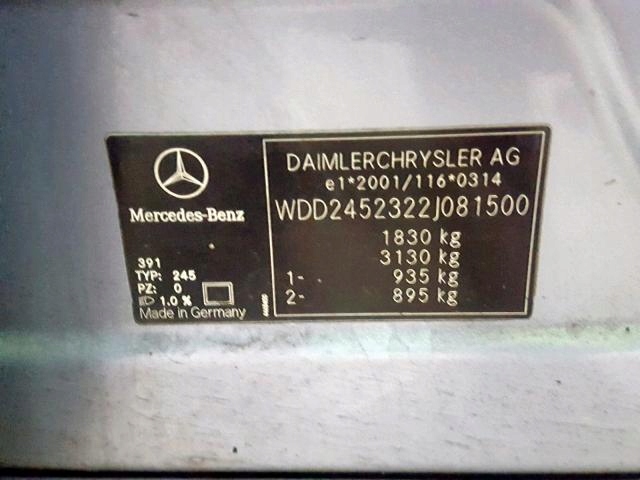 Mercedes-Benz
391
TYP: 245
PZ: 0
1.0 %
Made in Germany
DAIMLERCHRYSLER AG
e1*2001/116*0314
WDD2452322J081500
1830 kg
3130 kg
1- 935 kg
2- 895 kg